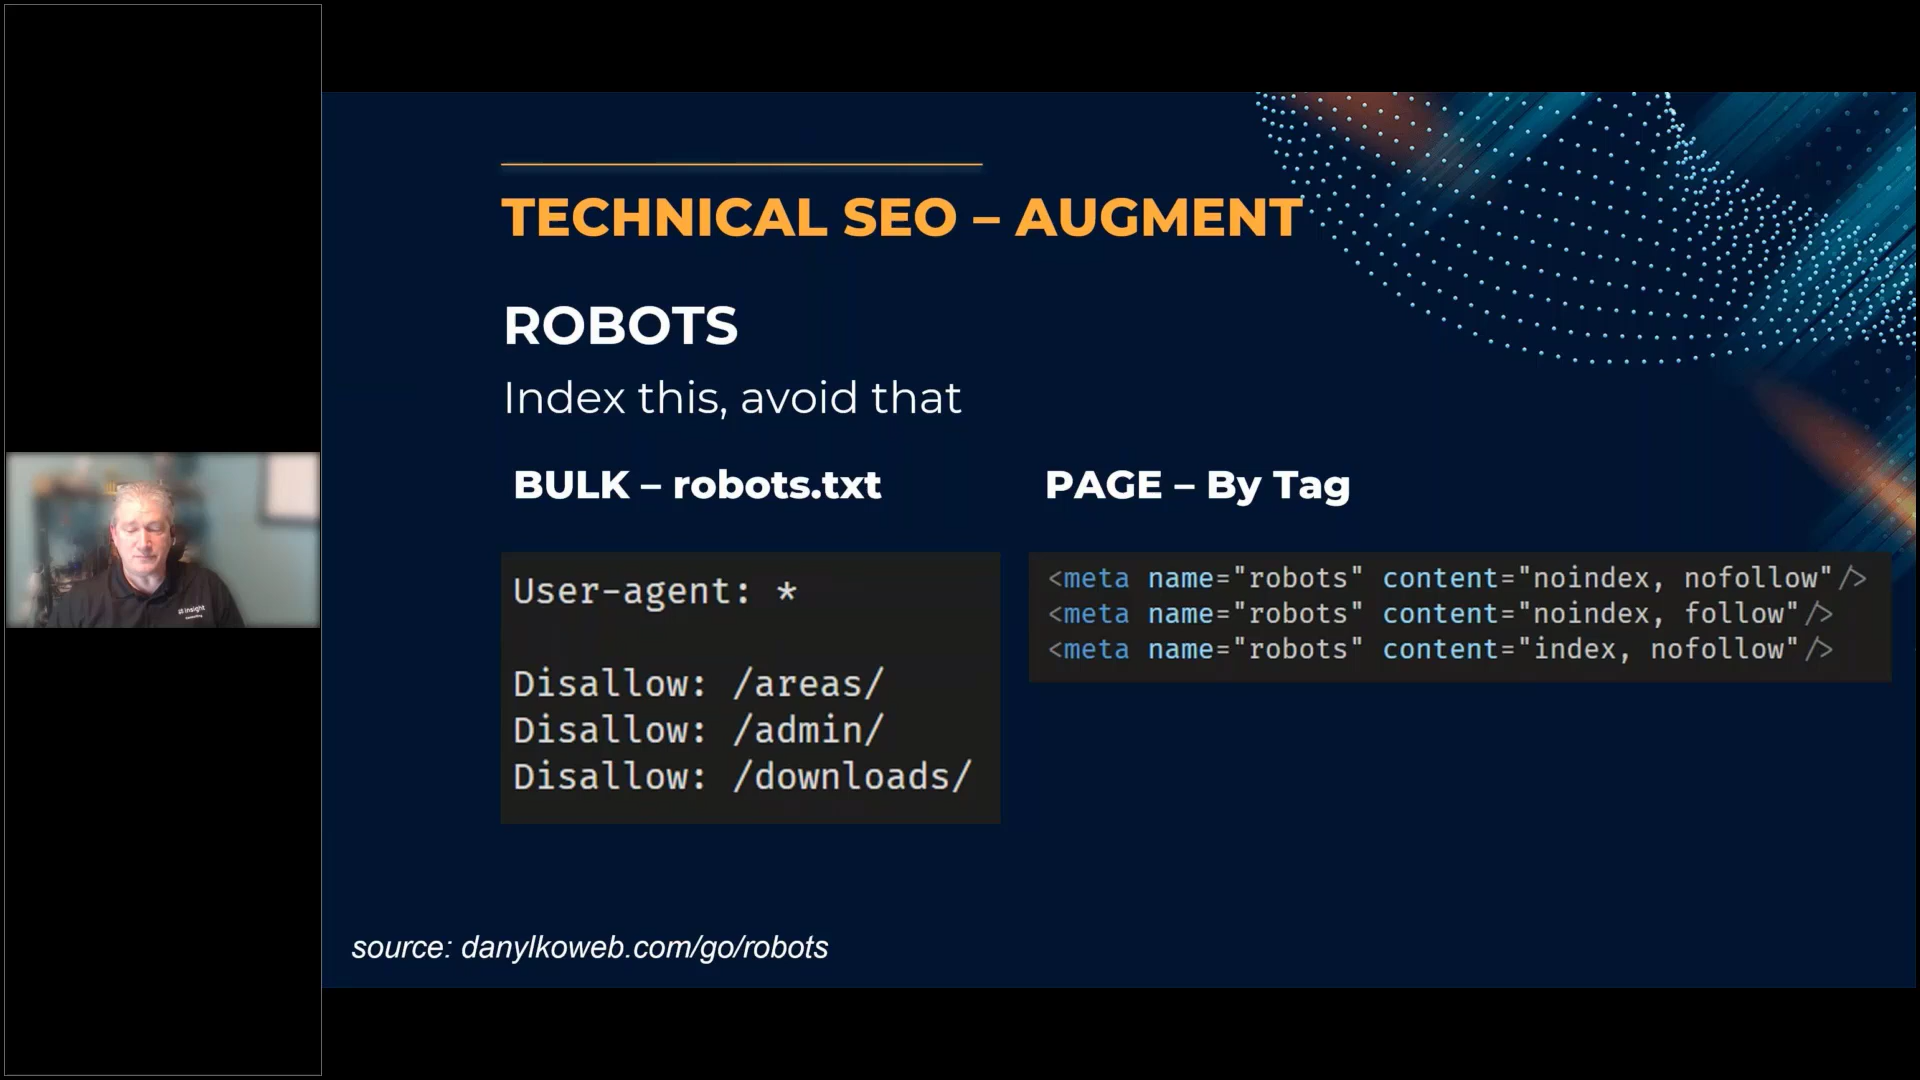 TECHNICAL SEO – AUGMENT
ROBOTS
Index this, avoid that
BULK – robots.txt
User-agent: *
Disallow: /areas/
Disallow: /admin/
Disallow: /downloads/
PAGE – By Tag
<meta name="robots" content="noindex, nofollow"/>
<meta name="robots" content="noindex, follow"/>
<meta name="robots" content="index, nofollow"/>
source: danylkoweb.com/go/robots
insight